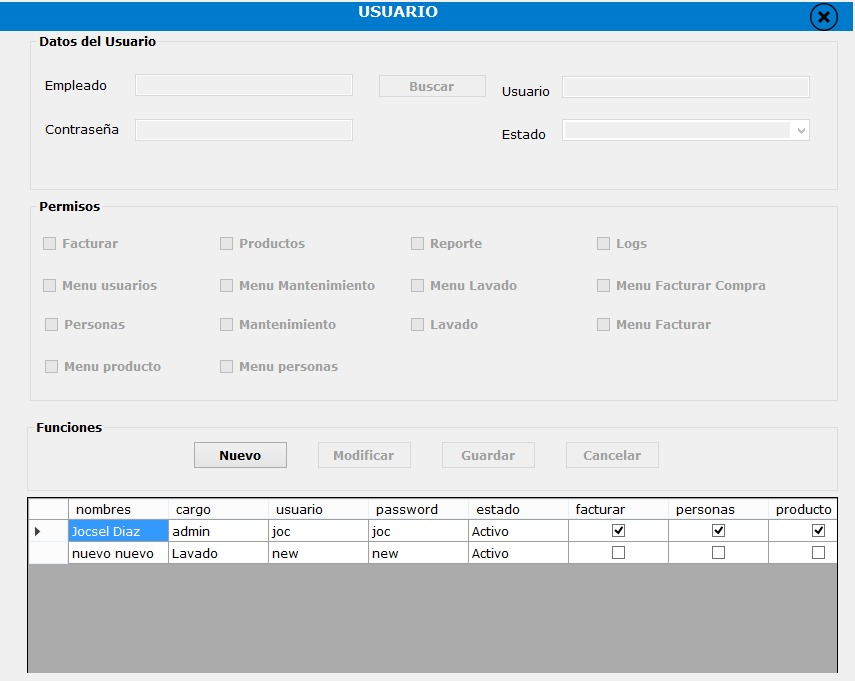 USUARIO
Datos del Usuario
Empleado Buscar Usuario
Contraseña Estado
Permisos
Facturar Productos Reporte Logs
Menu usuarios Menu Mantenimiento Menu Lavado Menu Facturar Compra
Personas Mantenimiento Lavado Menu Facturar
Menu producto Menu personas
Funciones
Nuevo Modificar Guardar Cancelar
nombres cargo usuario password estado facturar personas producto
Jocsel Diaz admin joc joc Activo
nuevo nuevo Lavado new new Activo